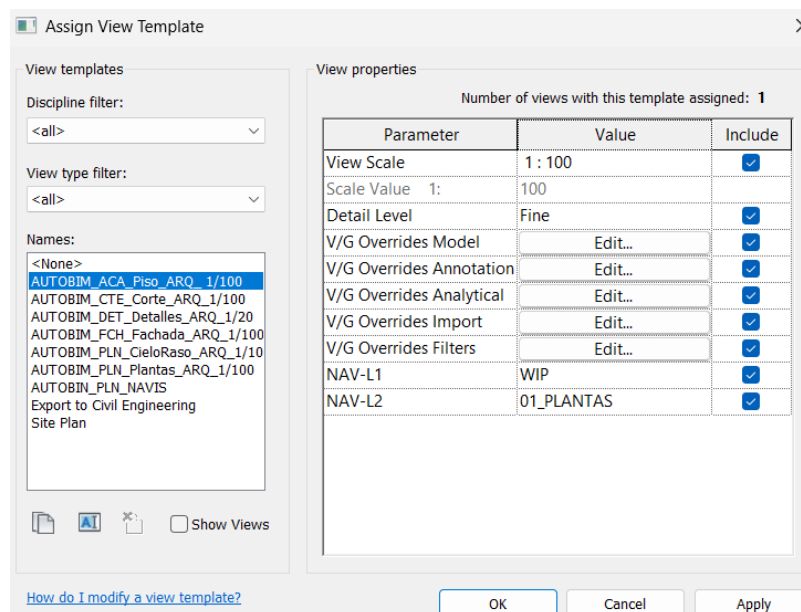 Assign View Template
View templates
Discipline filter:
<all>
View type filter:
<all>
Names:
<None>
AUTOBIM_ACA_Piso_ARQ_ 1/100
AUTOBIM_CTE_Corte_ARQ_1/100
AUTOBIM_DET_Detalles_ARQ_1/20
AUTOBIM_FCH_Fachada_ARQ_1/100
AUTOBIM_PLN_CieloRaso_ARQ_1/10
AUTOBIM_PLN_Plantas_ARQ_1/100
AUTOBIN_PLN_NAVIS
Export to Civil Engineering
Site Plan
Show Views
How do I modify a view template?
View properties
Number of views with this template assigned: 1
Parameter Value Include
View Scale 1 : 100
Scale Value 1: 100
Detail Level Fine
V/G Overrides Model Edit...
V/G Overrides Annotation Edit...
V/G Overrides Analytical Edit...
V/G Overrides Import Edit...
V/G Overrides Filters Edit...
NAV-L1 WIP
NAV-L2 01_PLANTAS
OK Cancel Apply